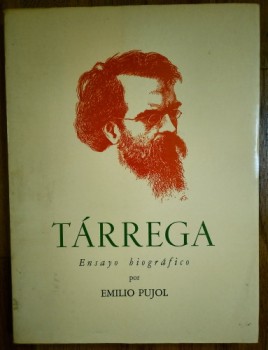 TÁRREGA
Ensayo biográfico
por
EMILIO PUJOL